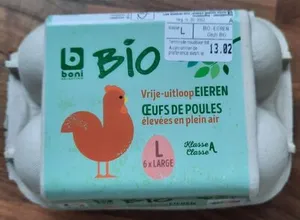 L
BIO-EIEREN
13.02
boni
BIO
Vrije-uitloop EIEREN
ŒUFS DE POULES
élevées en plein air
L
6 x LARGE
Klasse A
Classe A